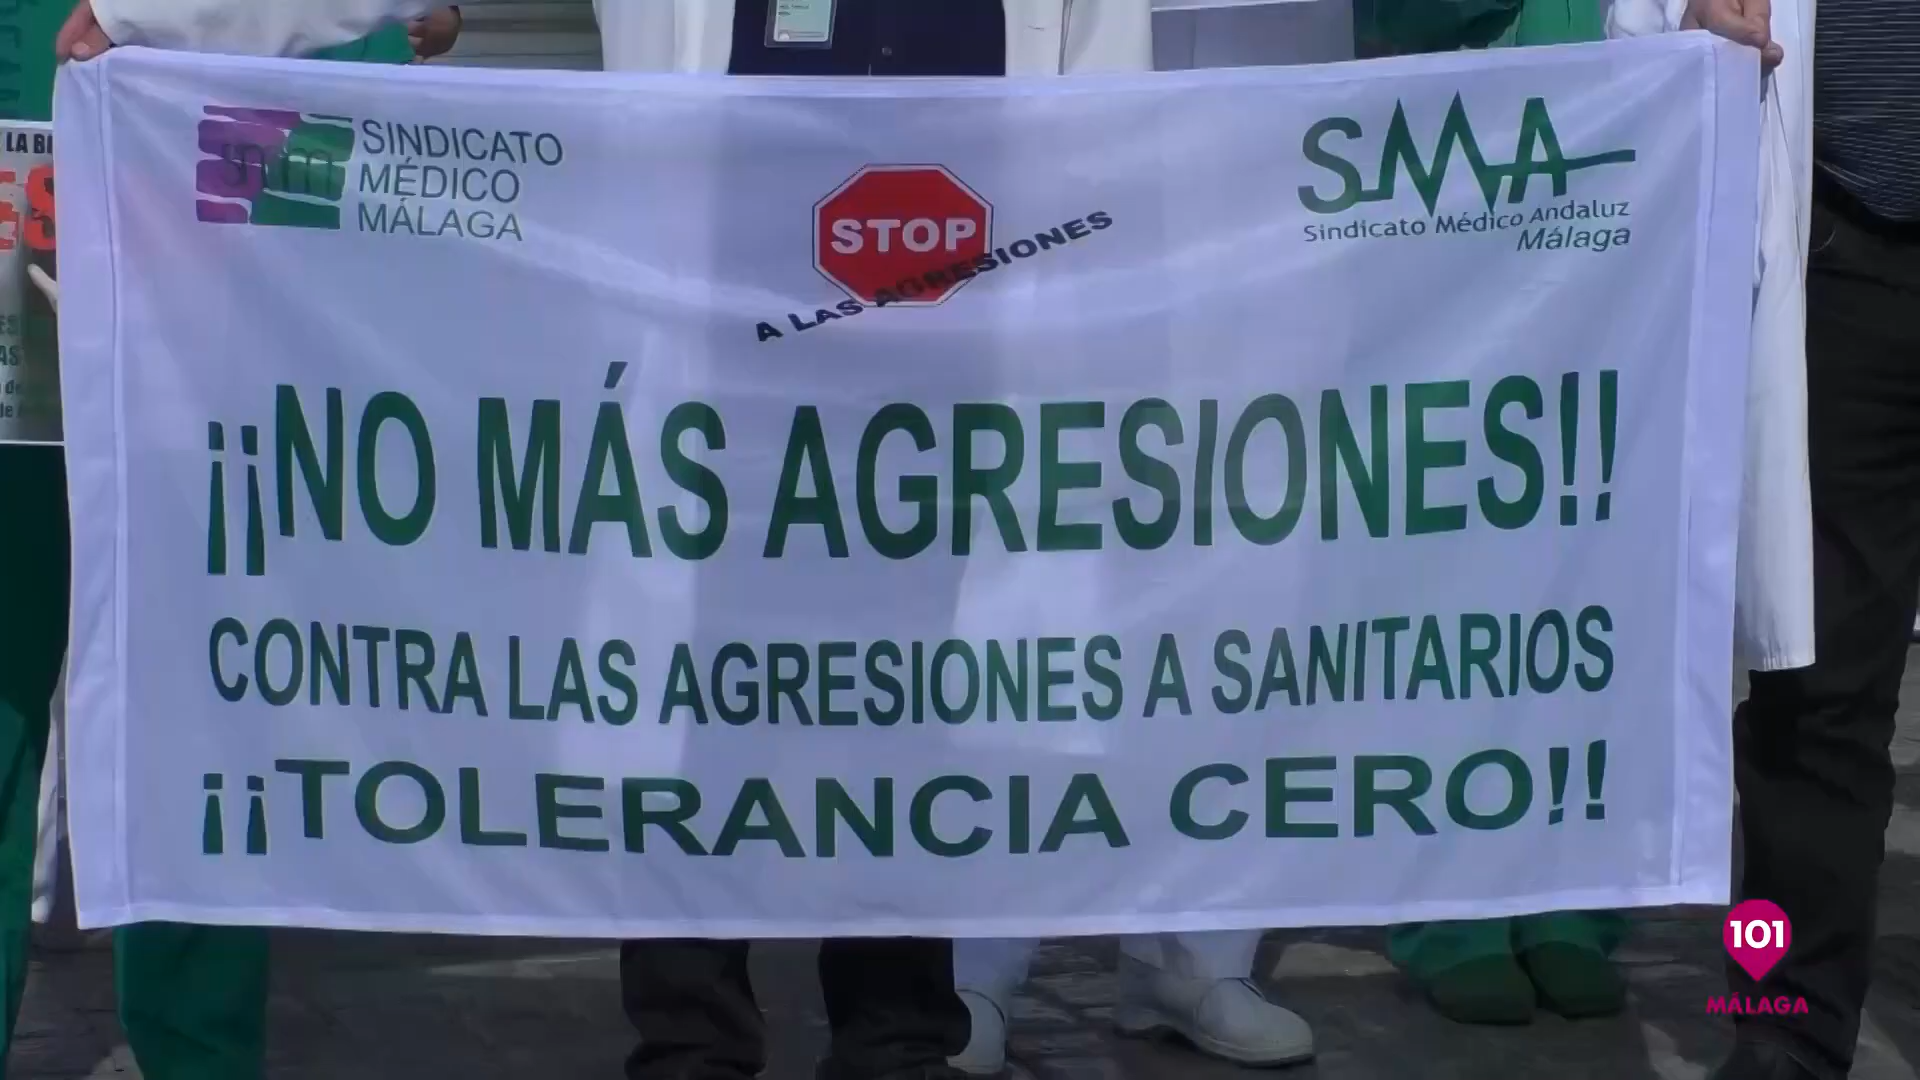 SINDICATO
MÉDICO
MÁLAGA
STOP
A LAS AGRESIONES
SMA
Sindicato Médico Andaluz
Málaga
¡¡NO MÁS AGRESIONES!!
CONTRA LAS AGRESIONES A SANITARIOS
¡¡TOLERANCIA CERO!!
LA
101
MÁLAGA